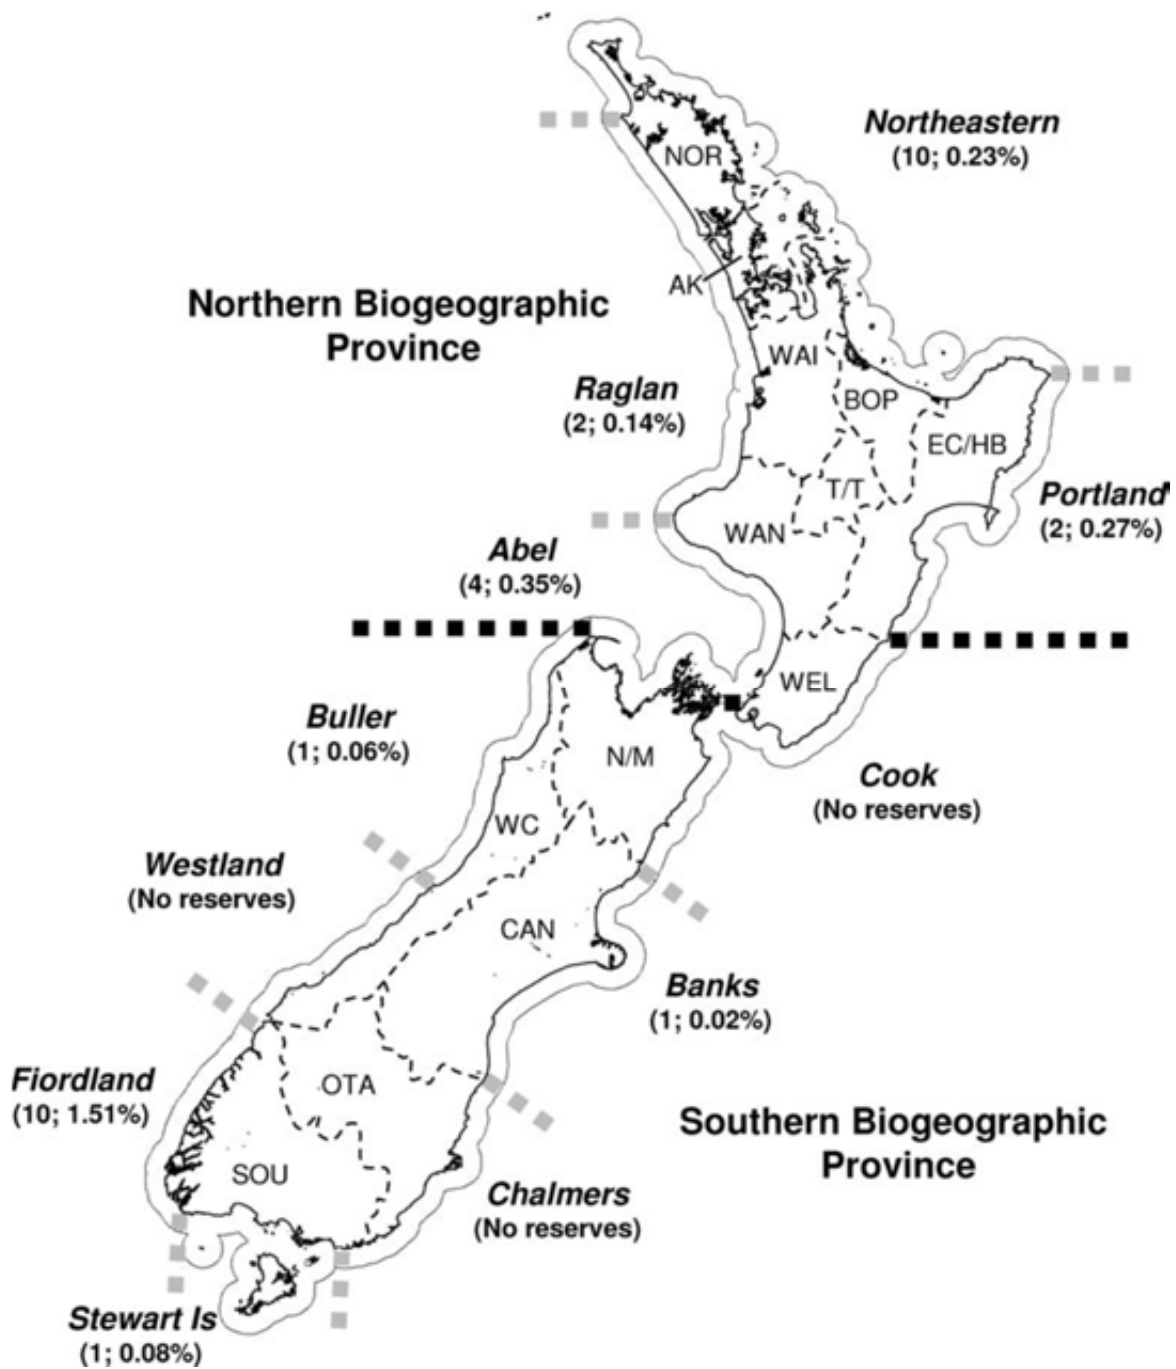 Northeastern
(10; 0.23%)
NOR
AK
Northern Biogeographic
Province
WAI
Raglan
(2; 0.14%)
BOP
EC/HB
T/T
Portland
(2; 0.27%)
WAN
Abel
(4; 0.35%)
WEL
Buller
(1; 0.06%)
N/M
Cook
(No reserves)
WC
Westland
(No reserves)
CAN
Banks
(1; 0.02%)
Fiordland
(10; 1.51%)
OTA
Southern Biogeographic
Province
SOU
Chalmers
(No reserves)
Stewart Is
(1; 0.08%)